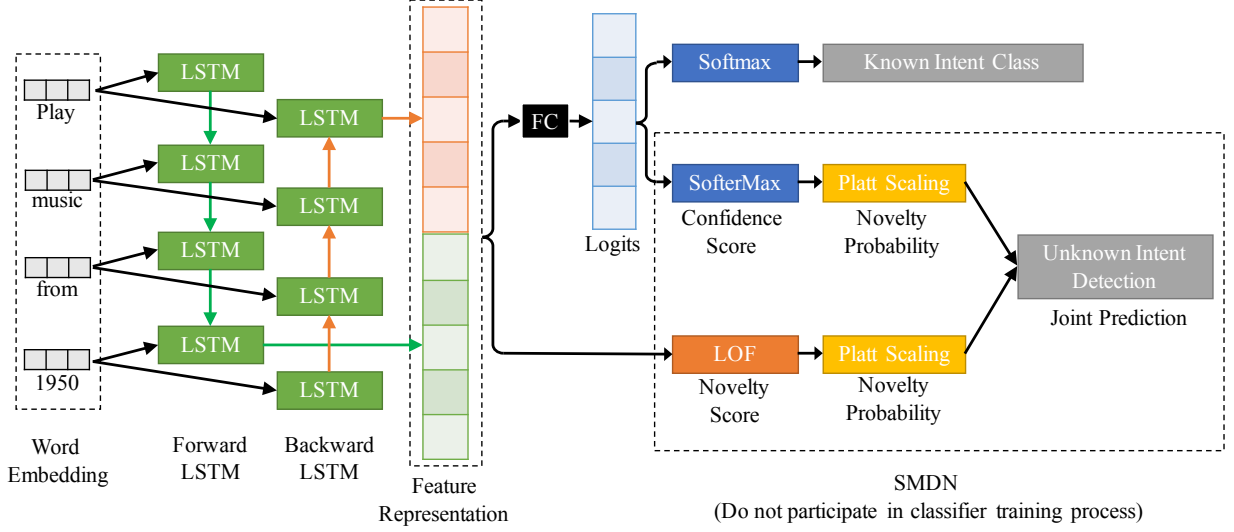 Play
music
from
1950
Word
Embedding
LSTM
LSTM
LSTM
LSTM
Forward
LSTM
LSTM
LSTM
LSTM
LSTM
Backward
LSTM
Feature
Representation
FC
Logits
Softmax
Known Intent Class
SofterMax
Confidence
Score
Platt Scaling
Novelty
Probability
LOF
Novelty
Score
Platt Scaling
Novelty
Probability
Unknown Intent
Detection
Joint Prediction
SMDN
(Do not participate in classifier training process)